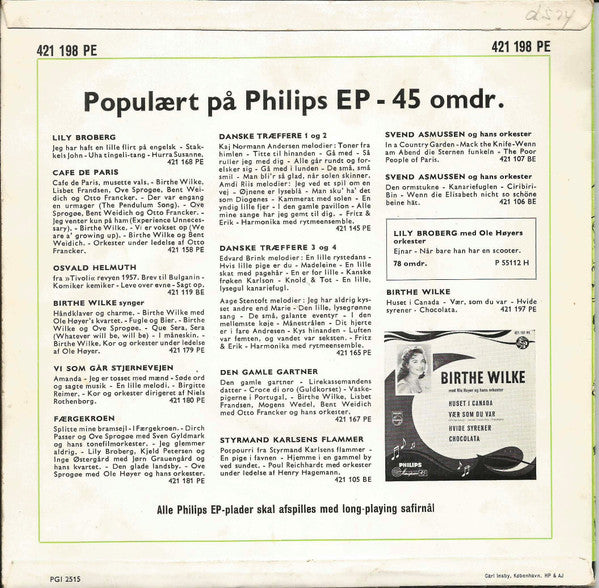 421 198 PE
421 198 PE
Populært på Philips EP - 45 omdr.
LILY BROBERG
Jeg har haft en lille flirt på engelsk - Stak-
kels John - Uha tingeli-tang - Hurra Susanne.
421 168 PE
CAFE DE PARIS
Cafe de Paris, musette vals. - Birthe Wilke,
Lisbet Frandsen, Ove Sprogøe, Bent Wei-
dich og Otto Francker. - Der var engang
en urmager (The Pendulum Song). - Ove
Sprogøe, Bent Weidich og Otto Francker. -
Jeg venter kun på ham (Experience Unneces-
sary). - Birthe Wilke. - Vi er vokset op (We
are a' growing up). - Birthe Wilke og Bent
Weidich. - Orkester under ledelse af Otto
Francker. 421 158 PE
OSVALD HELMUTH
fra »Tivoli« revyen 1957. Brev til Bulganin -
Komiker kemiker - Leve over evne - Sagt op.
421 119 BE
BIRTHE WILKE synger
Håndklaver og charme. - Birthe Wilke med
Ole Høyer's kvartet. - Fugle og Bier. - Birthe
Wilke og Ove Sprogøe. - Que Sera, Sera
(Whatever will be, will be) - I måneskin. -
Birthe Wilke. Kor og orkester under ledelse
af Ole Høyer. 421 179 PE
VI SOM GÅR STJERNEVEJEN
Amanda - Jeg er tosset med mænd - Søde ord
og sagte musik. - En lille melodi. - Birgitte
Reimer. - Kor og orkester dirigeret af Niels
Rothenborg. 421 180 PE
FÆRGEKROEN
Splitte mine bramsejl - I Færgekroen. - Dirch
Passer og Ove Sprogøe med Sven Gyldmark
og hans tonefilmorkester. - Jeg glemmer
aldrig. - Lily Broberg, Kjeld Petersen og
Inge Østergård med Jørn Grauengård og
hans kvartet. - Den glade landsby. - Ove
Sprogøe med Ole Høyer og hans orkester.
421 181 PE
DANSKE TRÆFFERE 1 og 2
Kaj Normann Andersen melodier: Toner fra
himlen - Titte til hinanden - Gå med - Så
ruller jeg med dig - Alle går rundt og for-
elsker sig - Gå med i lunden - De små, små
smil - Man bli'r så glad, når solen skinner.
Amdi Riis melodier: Jeg ved et spil om en
vej - Øjnene er lyseblå - Man sku' ha' det
som Diogenes - Kammerat med solen - En
yndig lille fjer - I den gamle pavillon - Alle
mine sange har jeg gemt til dig. - Fritz &
Erik - Harmonika med rytmeensemble.
421 145 PE
DANSKE TRÆFFERE 3 og 4
Edvard Brink melodier: En lille ryttedans -
Hvis lille pige er du - Madeleine - En lille
skat med pagehår - En er for lille - Kanske
frøken Karlson - Knold & Tot - En lille,
lysegul kanariefugl.
Aage Stentoft melodier: Jeg har aldrig kys-
set andre end Marie - Den lille, lysegrønne
sang - De små, galante eventyr - I den
mellemste køje - Månestrålen - Dit hjerte
er i fare Andresen - Kys hinanden - Luften
var femten, og vandet var seksten. - Fritz
& Erik - Harmonika med rytmeensemble.
421 165 PE
DEN GAMLE GARTNER
Den gamle gartner - Lirekassemandens
datter - Croce di oro (Guldkorset) - Vaske-
pigerne i Portugal. - Birthe Wilke, Lisbet
Frandsen, Mogens Wedel, Bent Weidich
med Otto Francker og hans orkester.
421 167 PE
STYRMAND KARLSENS FLAMMER
Potpourri fra Styrmand Karlsens flammer -
En pige i favnen - Hjemme i en gammel by
ved sundet. - Poul Reichhardt med orkester
under ledelse af Henry Hagemann.
421 105 BE
SVEND ASMUSSEN og hans orkester
In a Country Garden - Mack the Knife - Wenn
am Abend die Sternen funkeln - The Poor
People of Paris. 421 107 BE
SVEND ASMUSSEN og hans orkester
Den ormstukne - Kanariefuglen - Ciribiri-
Bin - Wenn die Elisabeth nicht so schöne
beine hät. 421 106 BE
LILY BROBERG med Ole Høyers
orkester
Ejnar - Når bare han har en scooter.
78 omdr. P 55112 H
BIRTHE WILKE
Huset i Canada - Vær, som du var - Hvide
syrener - Chocolata. 421 197 PE
BIRTHE WILKE
med Ole Høyer og hans orkester
HUSET I CANADA
VÆR SOM DU VAR
HVIDE SYRENER
CHOCOLATA
PHILIPS
Alle Philips EP-plader skal afspilles med long-playing safirnål
PGI 2515
Carl Inaby, København. HP & AJ